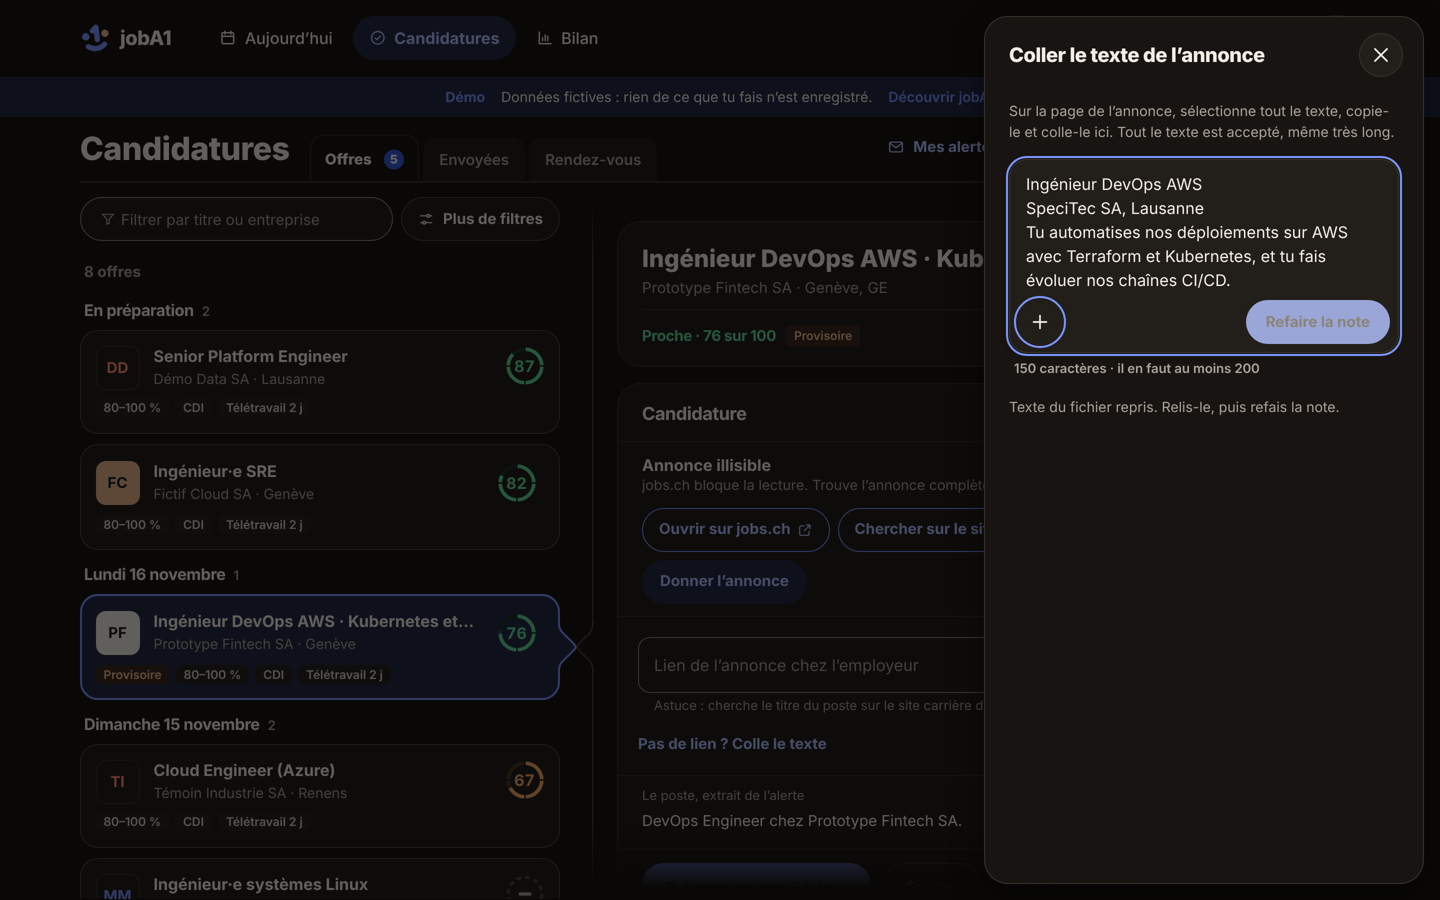 jobA1
Aujourd’hui
Candidatures
Bilan
Démo Données fictives : rien de ce que tu fais n’est enregistré. Découvrir
Candidatures
Offres 5
Envoyées
Rendez-vous
Mes
Filtrer par titre ou entreprise
Plus de filtres
8 offres
En préparation 2
DD
Senior Platform Engineer
Démo Data SA · Lausanne
87
80–100 % CDI Télétravail 2 j
FC
Ingénieur·e SRE
Fictif Cloud SA · Genève
82
80–100 % CDI Télétravail 2 j
Lundi 16 novembre 1
PF
Ingénieur DevOps AWS · Kubernetes et…
Prototype Fintech SA · Genève
76
Provisoire 80–100 % CDI Télétravail 2 j
Dimanche 15 novembre 2
TI
Cloud Engineer (Azure)
Témoin Industrie SA · Renens
67
80–100 % CDI Télétravail 2 j
MM
Ingénieur·e systèmes Linux
Ingénieur DevOps AWS · Kub
Prototype Fintech SA · Genève, GE
Proche · 76 sur 100 Provisoire
Candidature
Annonce illisible
jobs.ch bloque la lecture. Trouve l’annonce complèt
Ouvrir sur jobs.ch
Chercher sur le si
Donner l’annonce
Lien de l’annonce chez l’employeur
Astuce : cherche le titre du poste sur le site carrière d
Pas de lien ? Colle le texte
Le poste, extrait de l’alerte
DevOps Engineer chez Prototype Fintech SA.
Coller le texte de l’annonce
Sur la page de l’annonce, sélectionne tout le texte, copie-
le et colle-le ici. Tout le texte est accepté, même très long.
Ingénieur DevOps AWS
SpeciTec SA, Lausanne
Tu automatises nos déploiements sur AWS
avec Terraform et Kubernetes, et tu fais
évoluer nos chaînes CI/CD.
Refaire la note
150 caractères · il en faut au moins 200
Texte du fichier repris. Relis-le, puis refais la note.